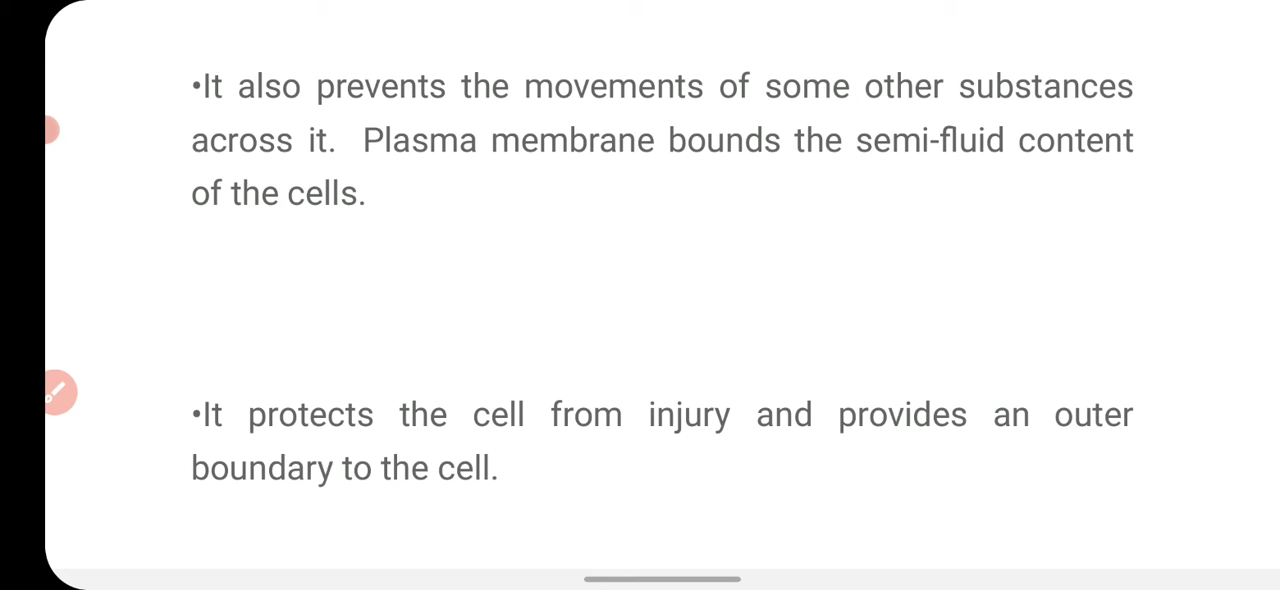 •It also prevents the movements of some other substances
across it. Plasma membrane bounds the semi-fluid content
of the cells.
•It protects the cell from injury and provides an outer
boundary to the cell.